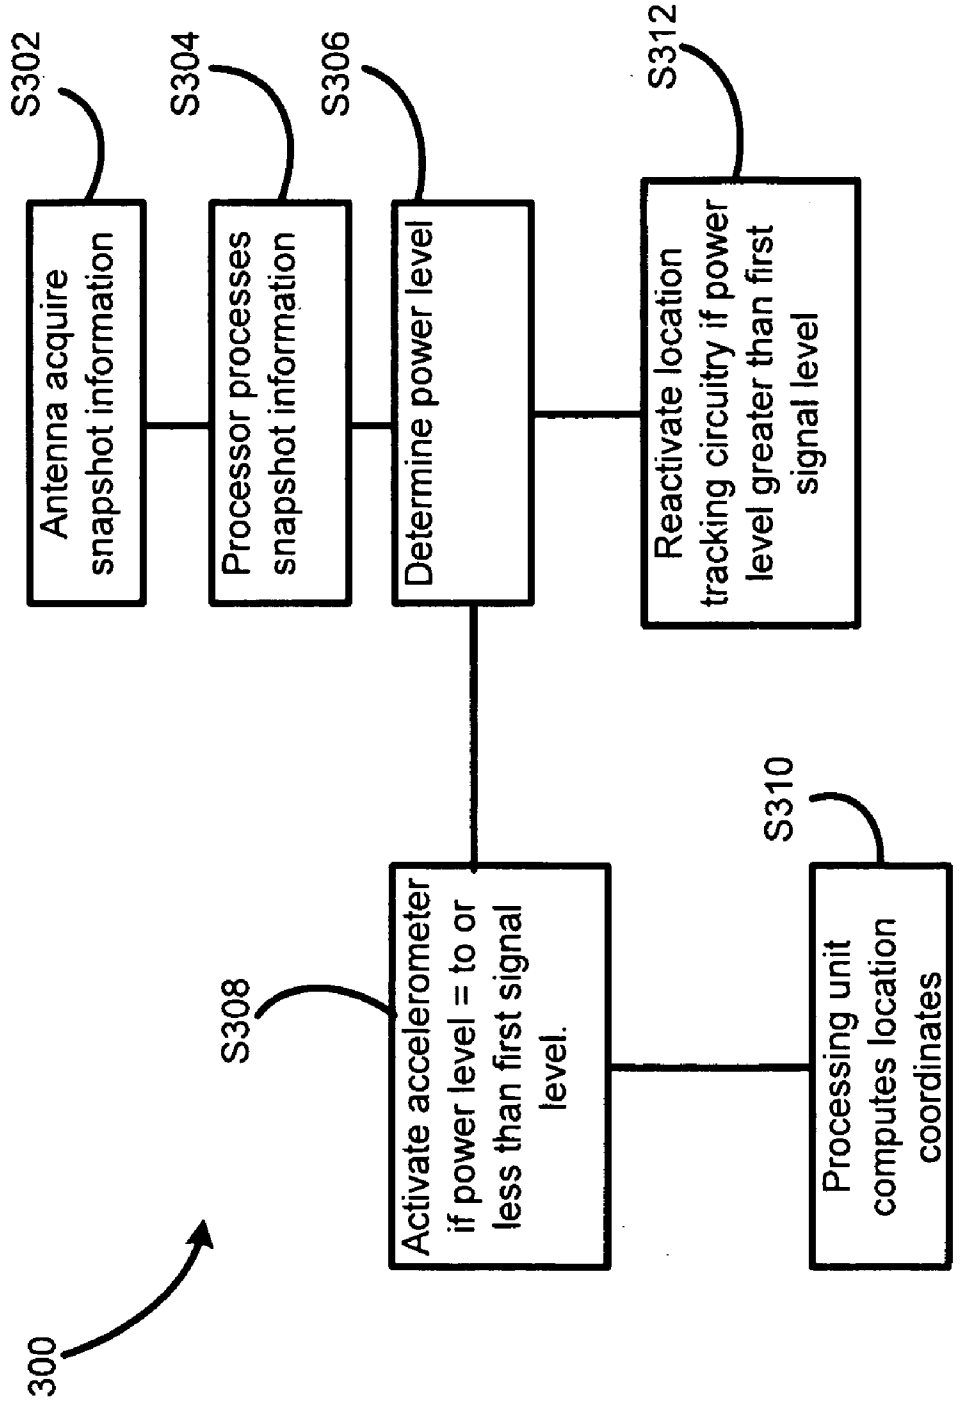 300
Antenna acquire
snapshot information
S302
Processor processes
snapshot information
S304
Determine power level
S306
Activate accelerometer
if power level = to or
less than first signal
level.
S308
Processing unit
computes location
coordinates
S310
Reactivate location
tracking circuitry if power
level greater than first
signal level
S312